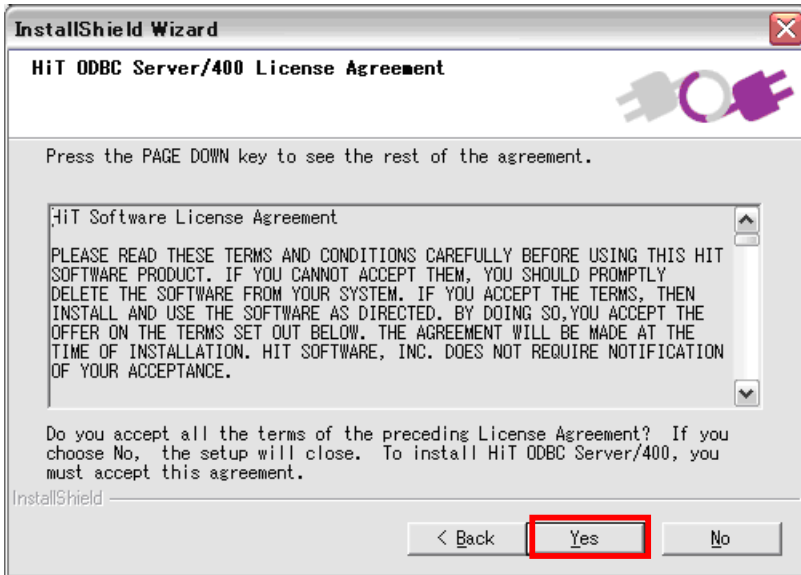 InstallShield Wizard
HiT ODBC Server/400 License Agreement
Press the PAGE DOWN key to see the rest of the agreement.
HiT Software License Agreement
PLEASE READ THESE TERMS AND CONDITIONS CAREFULLY BEFORE USING THIS HIT
SOFTWARE PRODUCT. IF YOU CANNOT ACCEPT THEM, YOU SHOULD PROMPTLY
DELETE THE SOFTWARE FROM YOUR SYSTEM. IF YOU ACCEPT THE TERMS, THEN
INSTALL AND USE THE SOFTWARE AS DIRECTED. BY DOING SO,YOU ACCEPT THE
OFFER ON THE TERMS SET OUT BELOW. THE AGREEMENT WILL BE MADE AT THE
TIME OF INSTALLATION. HIT SOFTWARE, INC. DOES NOT REQUIRE NOTIFICATION
OF YOUR ACCEPTANCE.
Do you accept all the terms of the preceding License Agreement? If you
choose No, the setup will close. To install HiT ODBC Server/400, you
must accept this agreement.
InstallShield
< Back Yes No